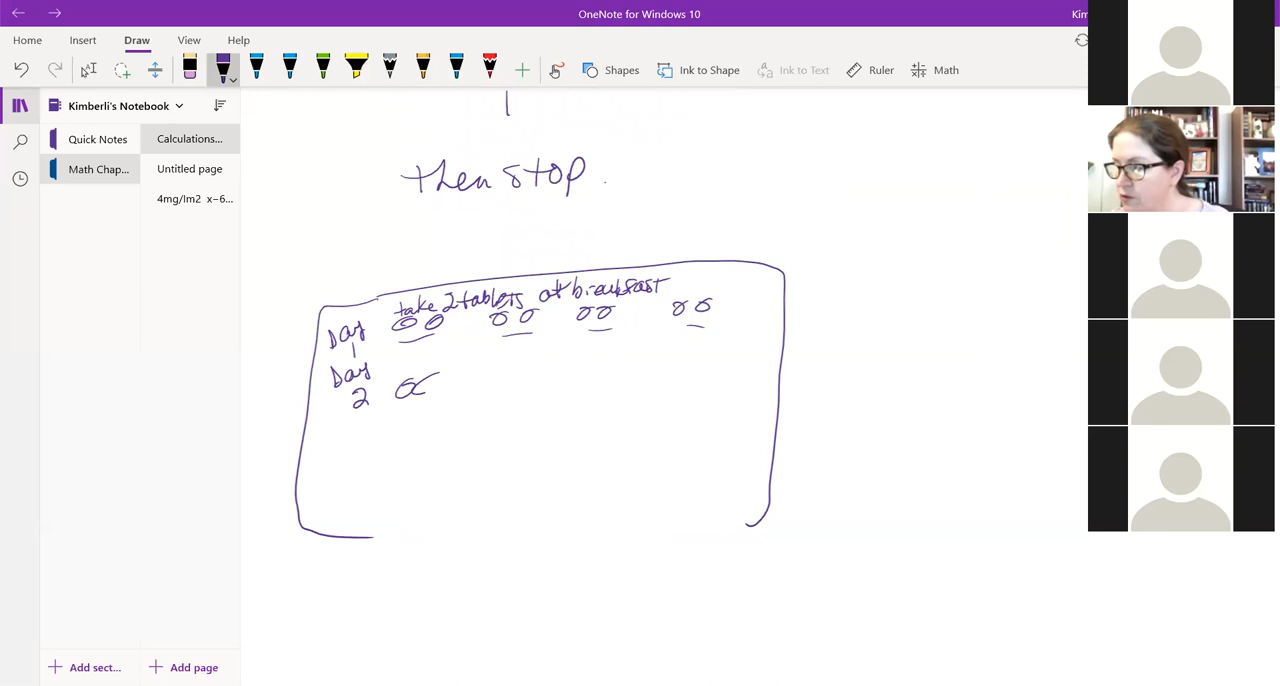 OneNote for Windows 10
Kim
Home Insert Draw View Help
Shapes Ink to Shape Ink to Text Ruler Math
Kimberli's Notebook
Quick Notes
Calculations...
Math Chap...
Untitled page
4mg/Im2 x–6...
then stop.
take 2 tablets at breakfast
Day
1
Day
2
Add sect...
Add page